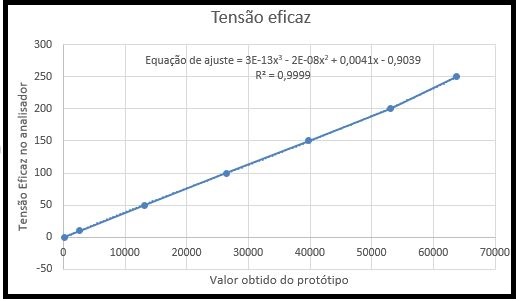 Tensão eficaz
Equação de ajuste = 3E-13x³ - 2E-08x² + 0,0041x - 0,9039
R² = 0,9999
300
250
200
150
100
50
0
-50
0 10000 20000 30000 40000 50000 60000 70000
Tensão Eficaz no analisador
Valor obtido do protótipo